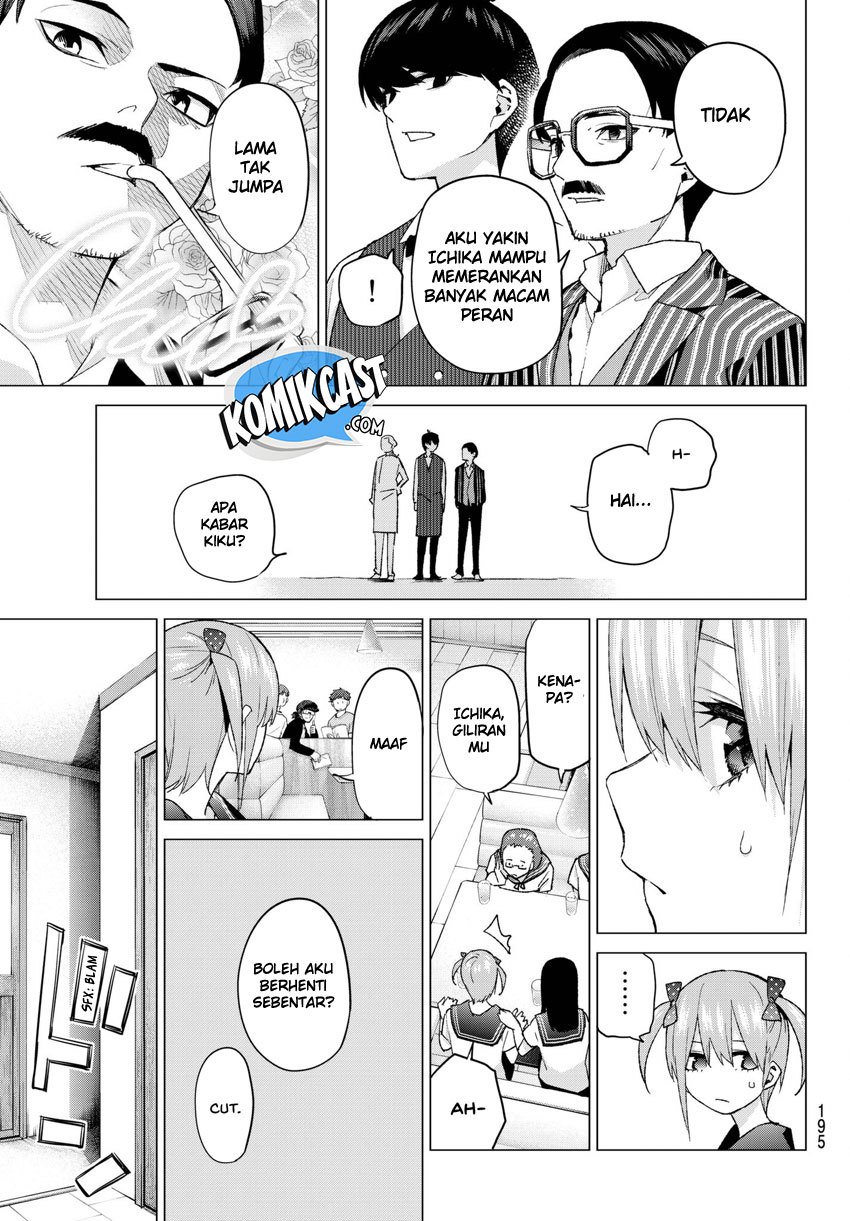 TIDAK
AKU YAKIN
ICHIKA MAMPU
MEMERANKAN
BANYAK MACAM
PERAN
!
LAMA
TAK
JUMPA
Chu
KOMIKCAST
.COM
H-
HAI...
APA
KABAR
KIKU?
KENA-
PA?
ICHIKA,
GILIRAN
MU
AH-
MAAF
BOLEH AKU
BERHENTI
SEBENTAR?
CUT.
SFX: BLAM
195